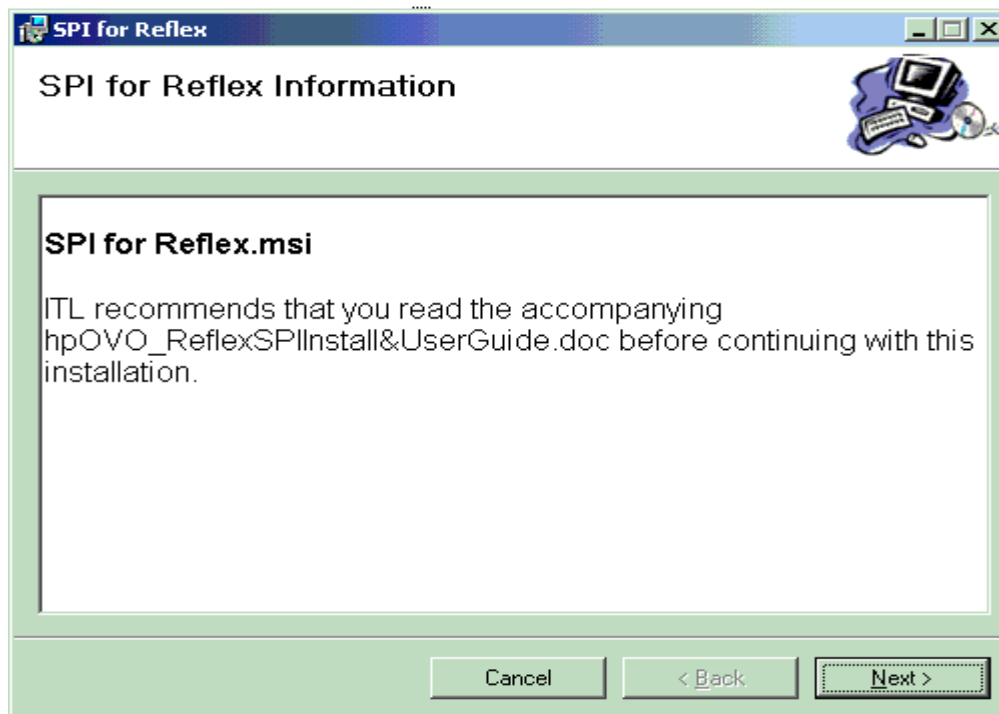 SPI for Reflex
SPI for Reflex Information
SPI for Reflex.msi
ITL recommends that you read the accompanying
hpOVO_ReflexSPIInstall&UserGuide.doc before continuing with this
installation.
Cancel
< Back
Next >